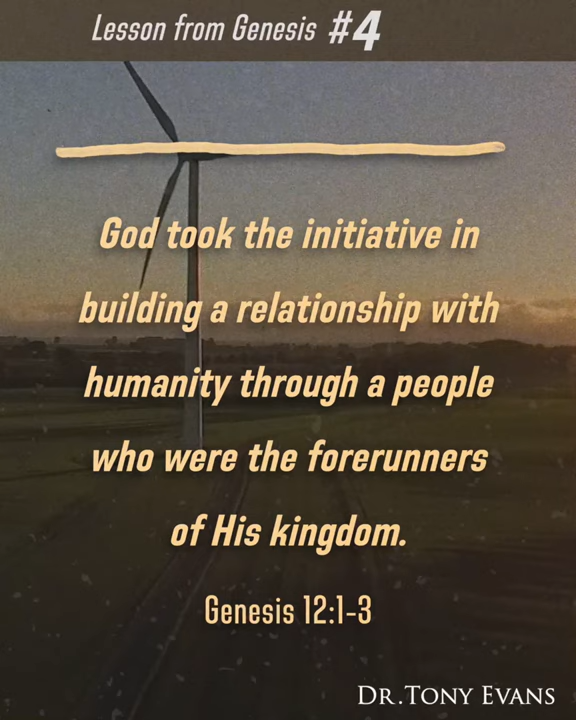 Lesson from Genesis #4
God took the initiative in
building a relationship with
humanity through a people
who were the forerunners
of His kingdom.
Genesis 12:1-3
DR.TONY EVANS